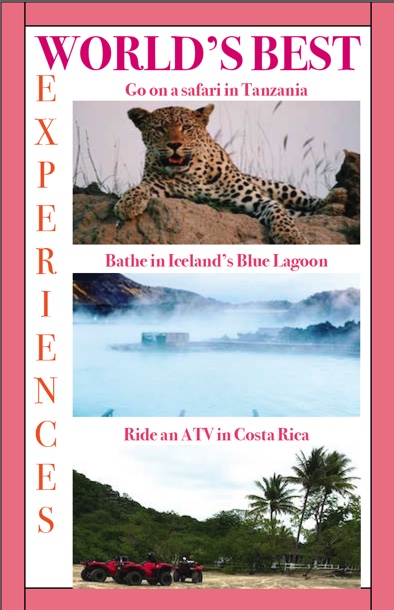 WORLD'S BEST
EXPERIENCES
Go on a safari in Tanzania
Bathe in Iceland's Blue Lagoon
Ride an ATV in Costa Rica